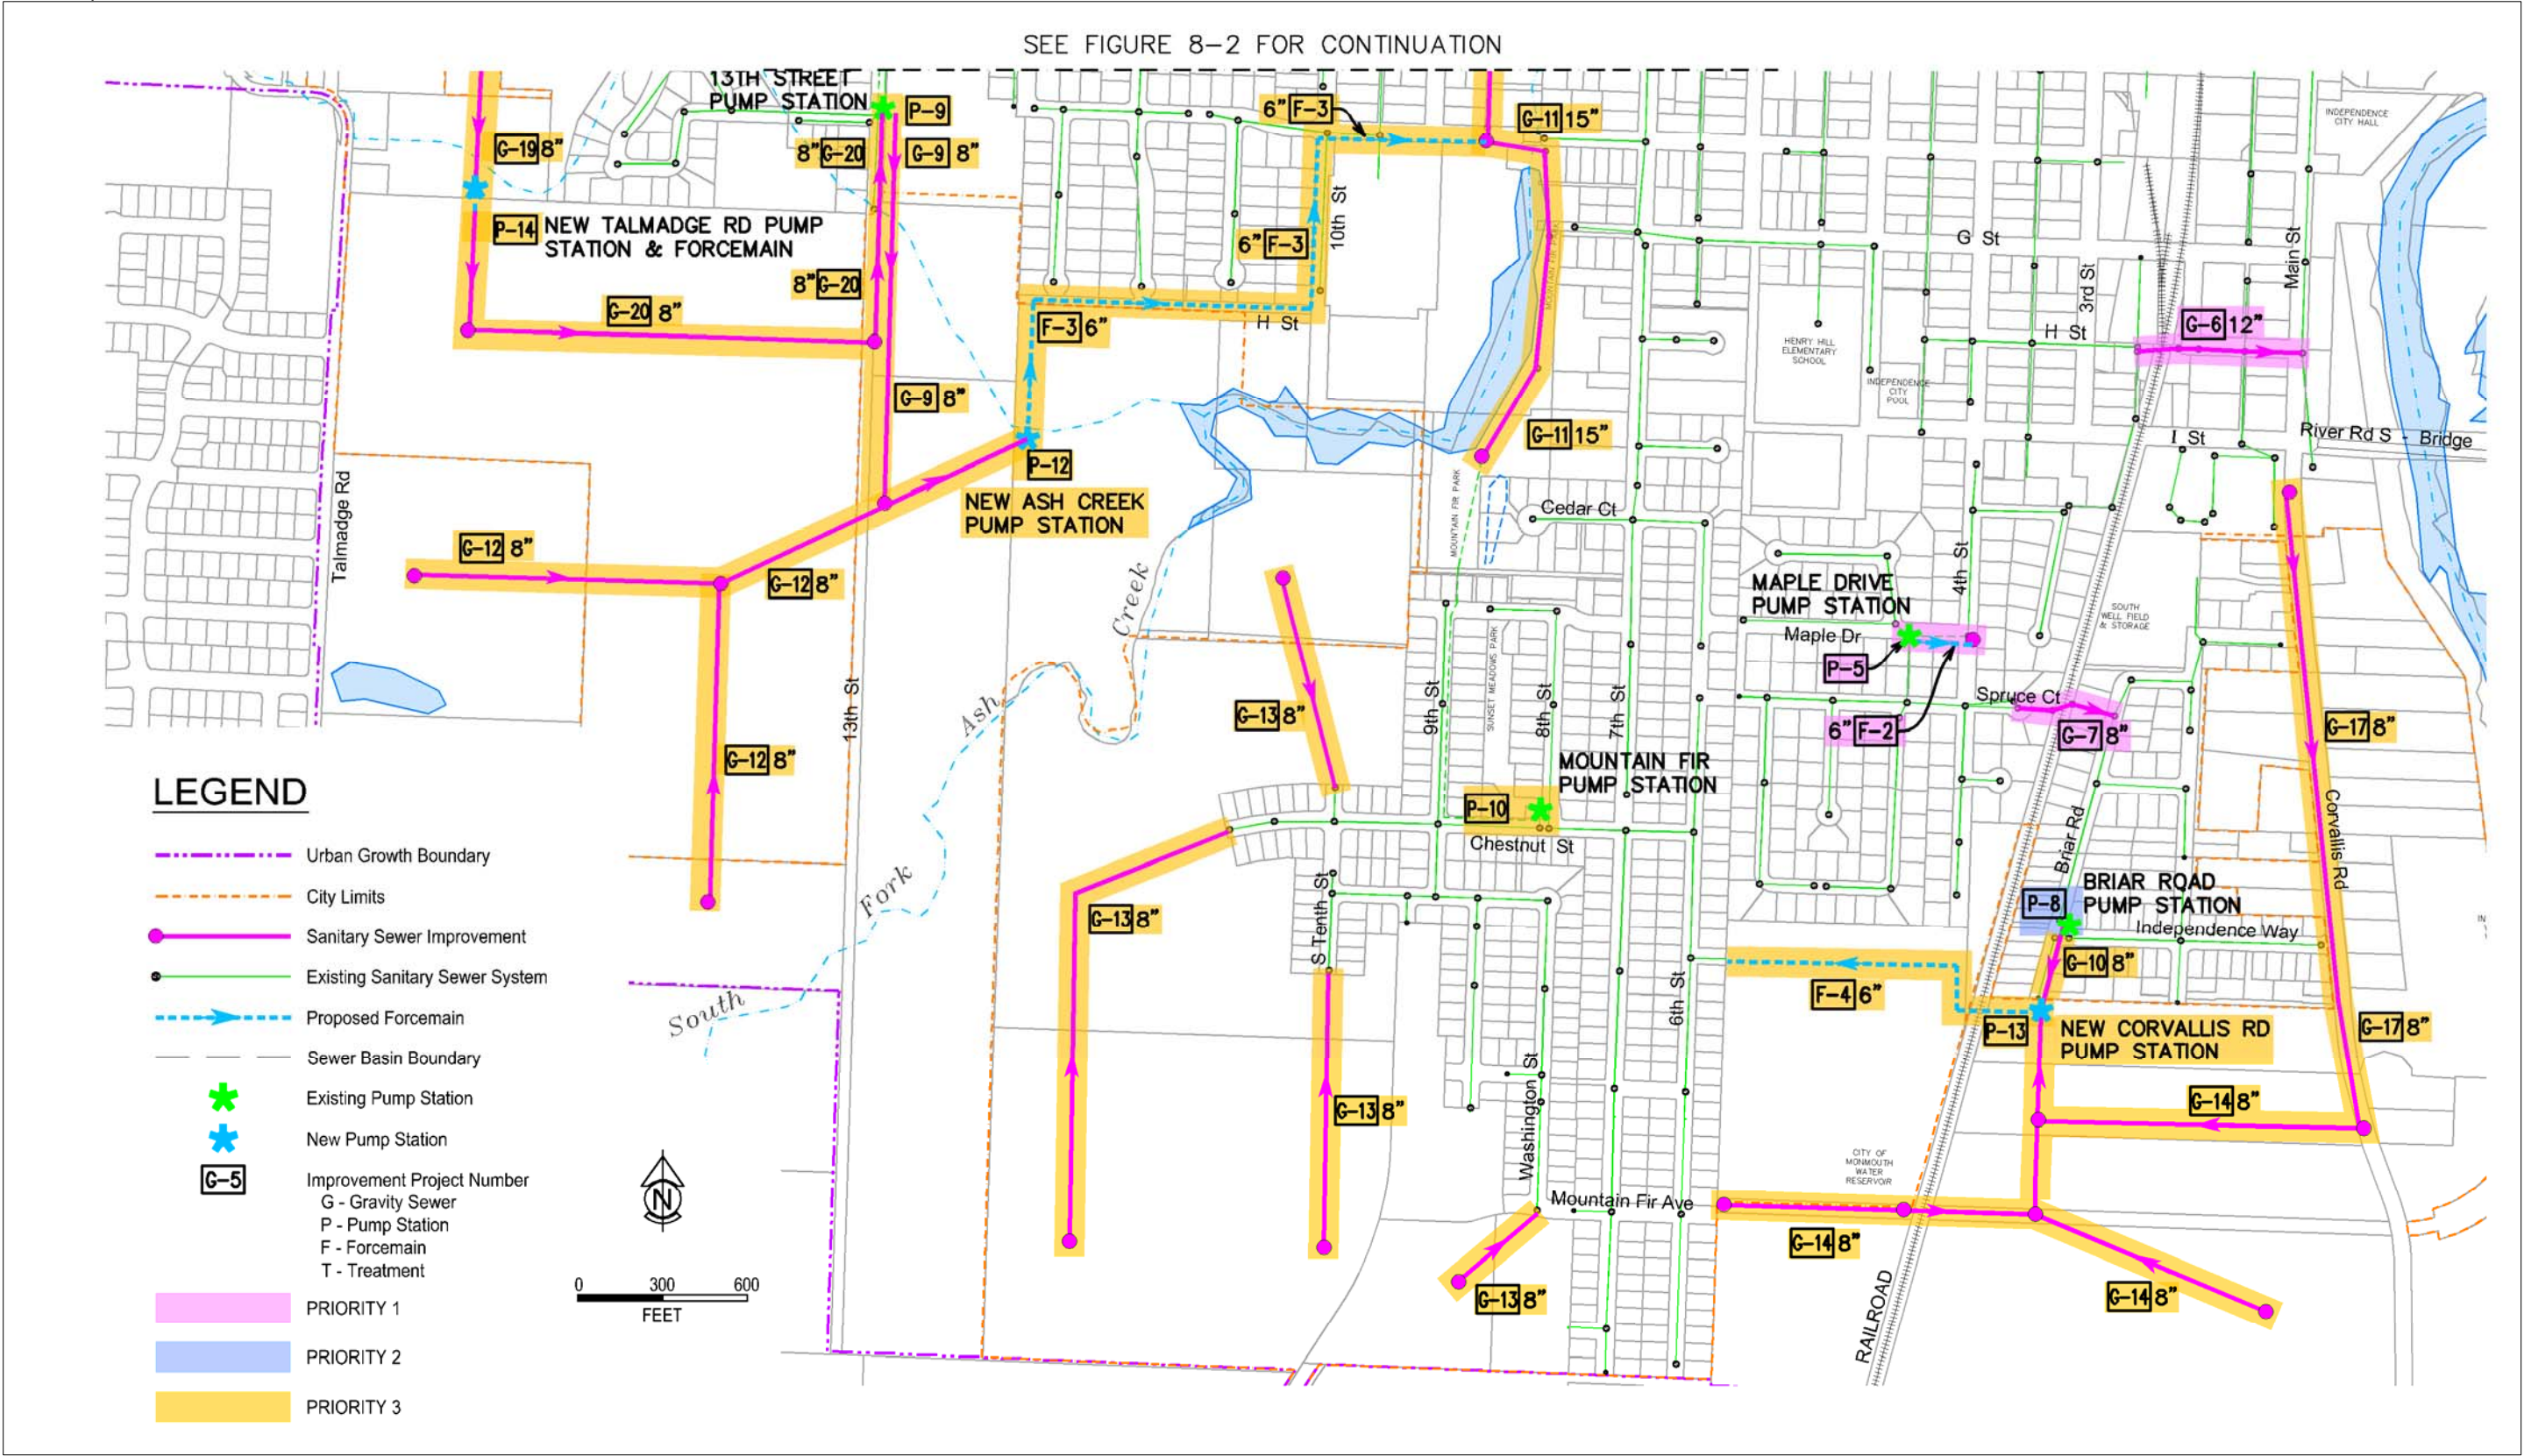 SEE FIGURE 8-2 FOR CONTINUATION
13TH STREET
PUMP STATION
P-9
6” F-3
G-11 15”
INDEPENDENCE
CITY HALL
G-19 8”
8” G-20
G-9 8”
P-14
NEW TALMADGE RD PUMP
STATION & FORCEMAIN
10th St
6” F-3
MOUNTAIN FIR PARK
G St
3rd St
Main St
8” G-20
G-20 8”
F-3 6”
H St
H St
G-6 12”
HENRY HILL
ELEMENTARY
SCHOOL
INDEPENDENCE
CITY
POOL
G-9 8”
G-11 15”
I St
River Rd S - Bridge
P-12
NEW ASH CREEK
PUMP STATION
MOUNTAIN FIR PARK
Cedar Ct
Talmadge Rd
G-12 8”
G-12 8”
Creek
4th St
MAPLE DRIVE
PUMP STATION
Maple Dr
SOUTH
WELL FIELD
& STORAGE
P-5
SUNSET MEADOWS PARK
13th St
Ash
9th St
8th St
7th St
Spruce Ct
G-13 8”
6” F-2
G-7 8”
G-17 8”
G-12 8”
MOUNTAIN FIR
PUMP STATION
P-10
Chestnut St
Briar Rd
Corvallis Rd
LEGEND
Urban Growth Boundary
City Limits
Sanitary Sewer Improvement
Existing Sanitary Sewer System
Proposed Forcemain
Sewer Basin Boundary
Existing Pump Station
New Pump Station
G-5
Improvement Project Number
G - Gravity Sewer
P - Pump Station
F - Forcemain
T - Treatment
PRIORITY 1
PRIORITY 2
PRIORITY 3
N
0 300 600
FEET
Fork
South
G-13 8”
S Tenth St
BRIAR ROAD
PUMP STATION
P-8
Independence Way
IN
G-10 8”
F-4 6”
6th St
P-13
NEW CORVALLIS RD
PUMP STATION
G-17 8”
G-13 8”
Washington St
G-14 8”
CITY OF
MONMOUTH
WATER
RESERVOIR
Mountain Fir Ave
G-14 8”
G-13 8”
G-14 8”
RAILROAD